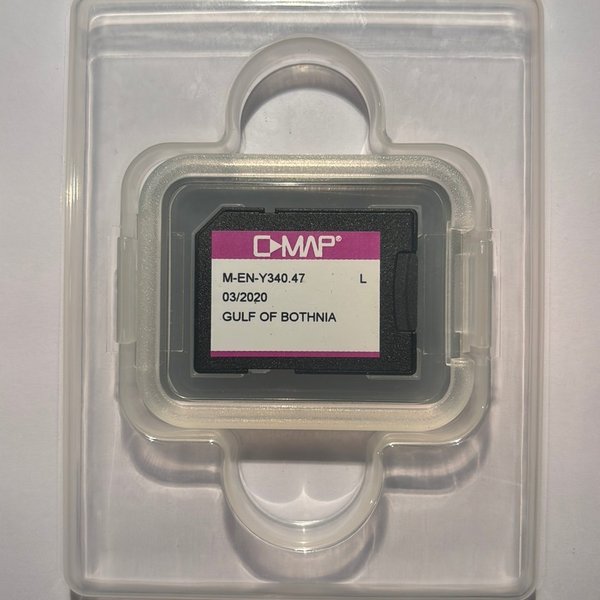 C-MAP®
M-EN-Y340.47 L
03/2020
GULF OF BOTHNIA